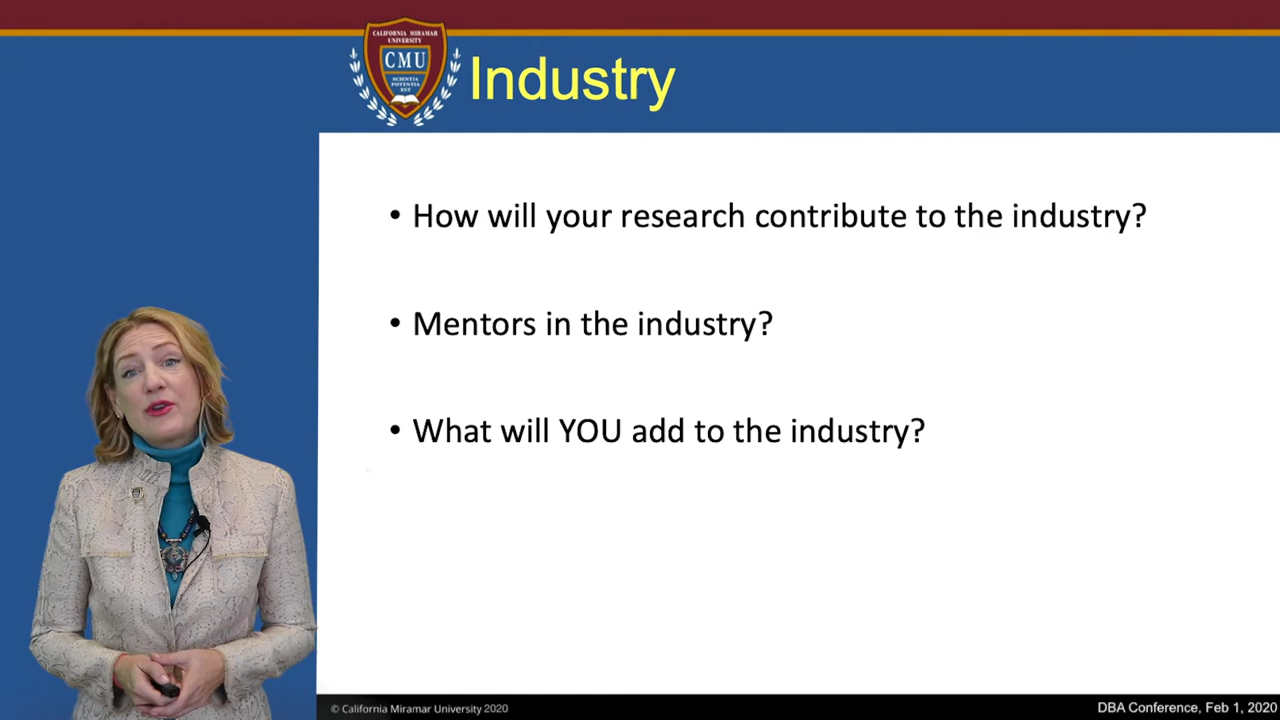 CALIFORNIA MIRAMAR
UNIVERSITY
CMU
SCIENTIA
POTENTIA
EST
Industry
• How will your research contribute to the industry?
• Mentors in the industry?
• What will YOU add to the industry?
© California Miramar University 2020
DBA Conference, Feb 1, 2020